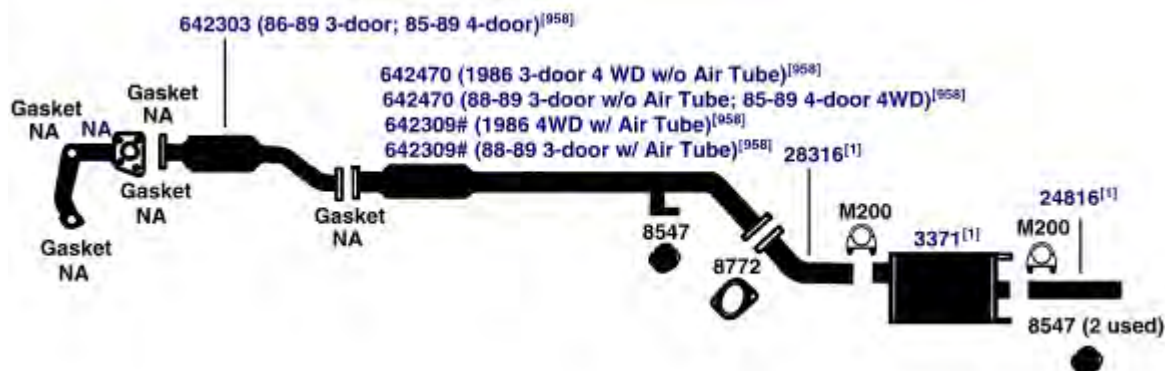 642303 (86-89 3-door; 85-89 4-door)[958]
642470 (1986 3-door 4 WD w/o Air Tube)[958]
642470 (88-89 3-door w/o Air Tube; 85-89 4-door 4WD)[958]
642309# (1986 4WD w/ Air Tube)[958]
642309# (88-89 3-door w/ Air Tube)[958]
Gasket
NA
Gasket
NA
NA
28316[1]
Gasket
NA
Gasket
NA
Gasket
NA
8547
8772
M200
3371[1]
24816[1]
M200
8547 (2 used)